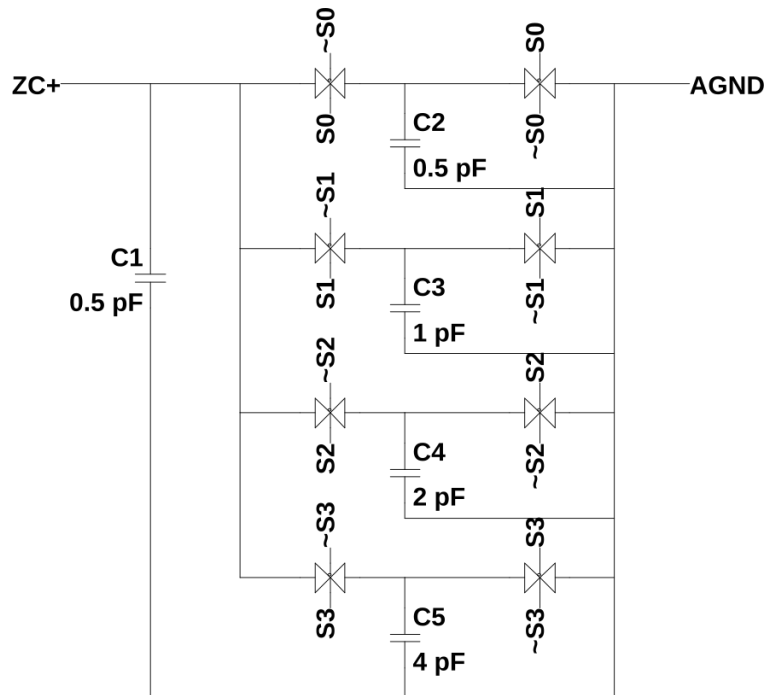 ~S0
S0
ZC+
AGND
S0
~S0
C2
0.5 pF
~S1
S1
C1
0.5 pF
S1
~S1
C3
1 pF
~S2
S2
S2
~S2
C4
2 pF
~S3
S3
S3
~S3
C5
4 pF